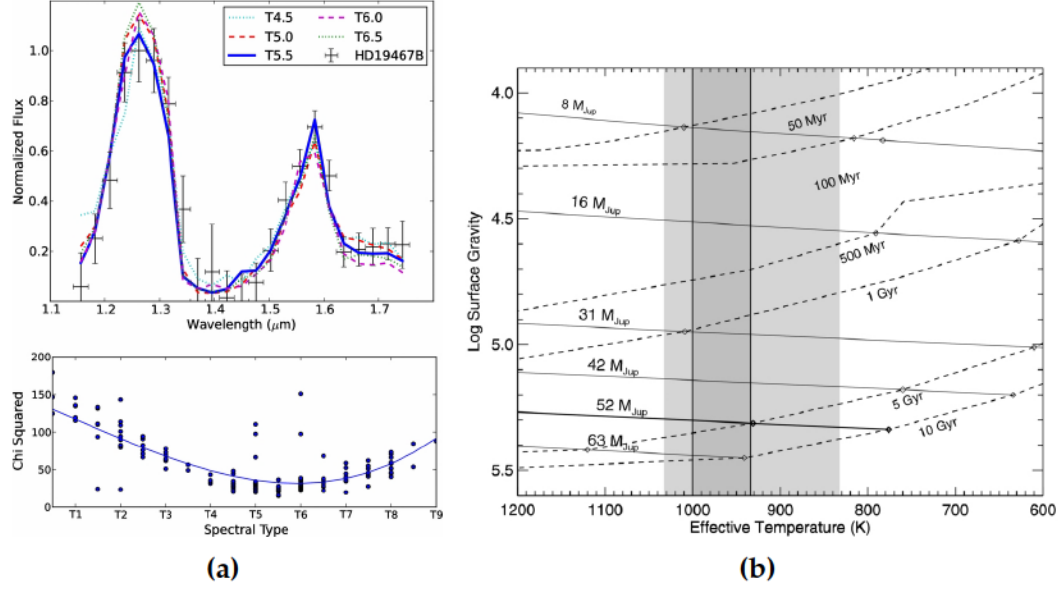 T4.5
T5.0
T5.5
T6.0
T6.5
HD19467B
Normalized Flux
1.0
0.8
0.6
0.4
0.2
1.1
1.2
1.3
1.4
1.5
1.6
1.7
Wavelength (μm)
Chi Squared
200
150
100
50
0
T1
T2
T3
T4
T5
T6
T7
T8
T9
Spectral Type
(a)
Log Surface Gravity
4.0
4.5
5.0
5.5
8 MJup
50 Myr
100 Myr
16 MJup
500 Myr
1 Gyr
31 MJup
42 MJup
5 Gyr
52 MJup
10 Gyr
63 MJup
1200
1100
1000
900
800
700
600
Effective Temperature (K)
(b)